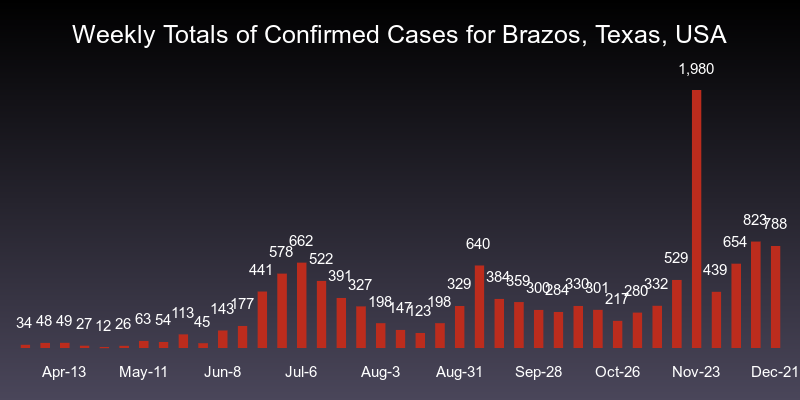 Weekly Totals of Confirmed Cases for Brazos, Texas, USA
1,980
823 788
662 640 654
578 522 529
441 391 384 359 439
327 329 300 284 330 301 332
143 177 198 147 123 198 217 280
34 48 49 27 12 26 63 54 113 45
Apr-13 May-11 Jun-8 Jul-6 Aug-3 Aug-31 Sep-28 Oct-26 Nov-23 Dec-21